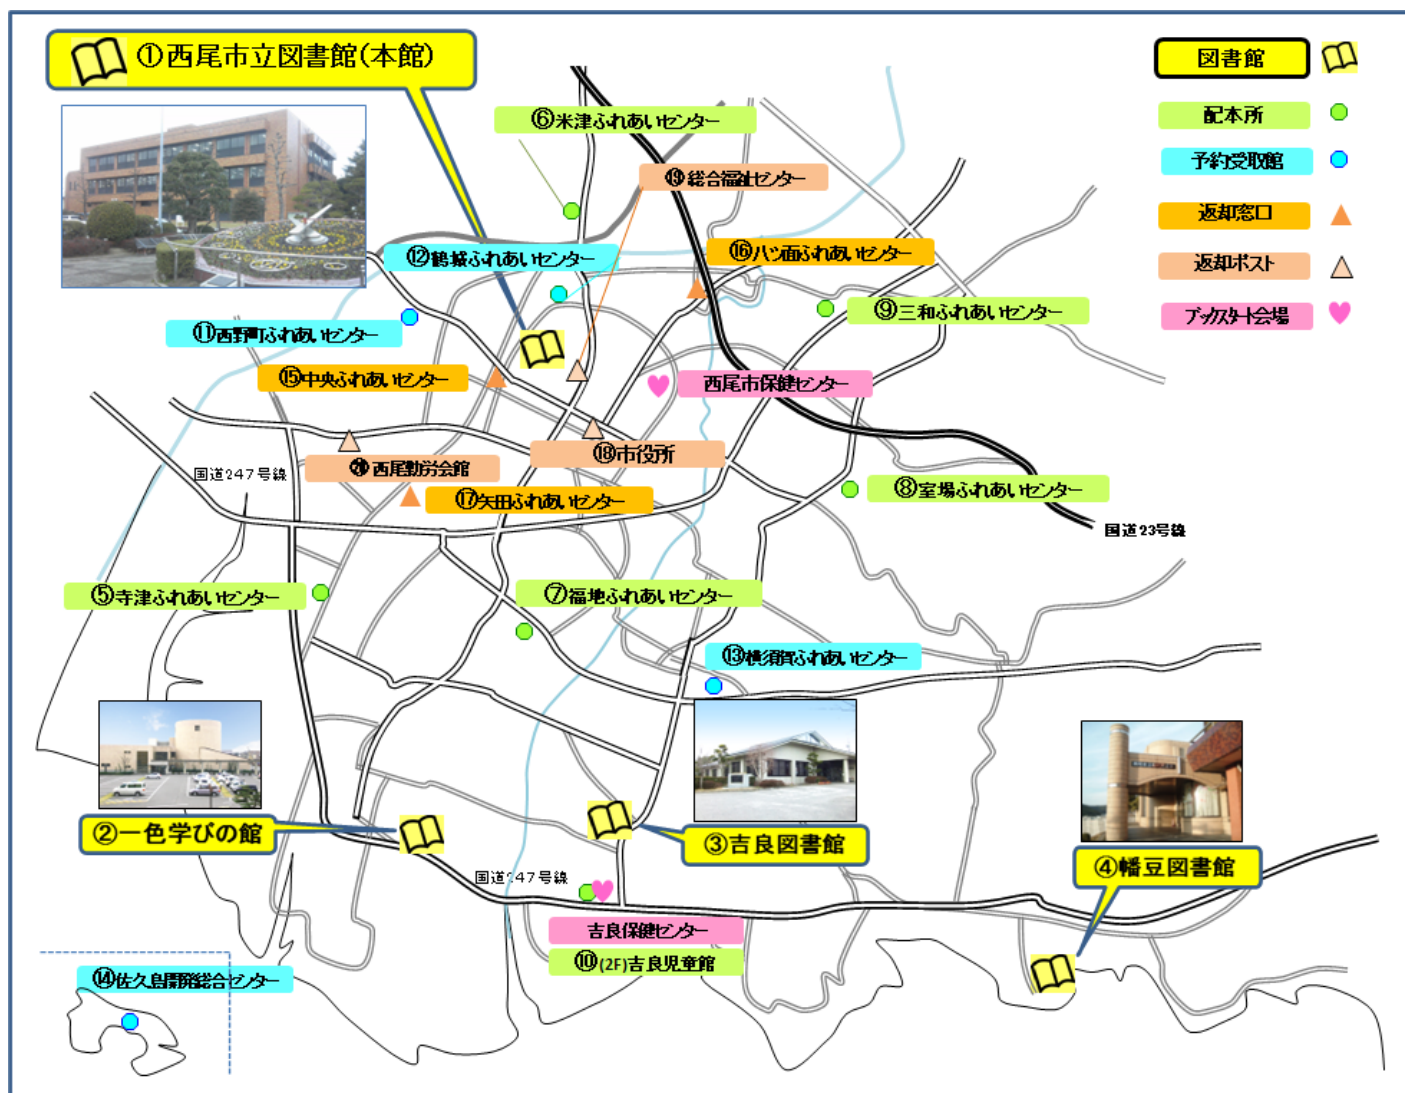 ①西尾市立図書館(本館)
図書館
配本所
予約受取館
返却窓口
返却ポスト
ブックスタート会場
⑥米津ふれあいセンター
⑲総合福祉センター
⑫鶴城ふれあいセンター
⑯八ツ面ふれあいセンター
⑨三和ふれあいセンター
⑪西野町ふれあいセンター
⑮中央ふれあいセンター
西尾市保健センター
⑱市役所
⑳西尾勤労会館
国道247号線
⑰矢田ふれあいセンター
⑧室場ふれあいセンター
国道23号線
⑤寺津ふれあいセンター
⑦福地ふれあいセンター
⑬横須賀ふれあいセンター
②一色学びの館
③吉良図書館
④幡豆図書館
国道247号線
吉良保健センター
⑩(2F)吉良児童館
⑭佐久島開発総合センター